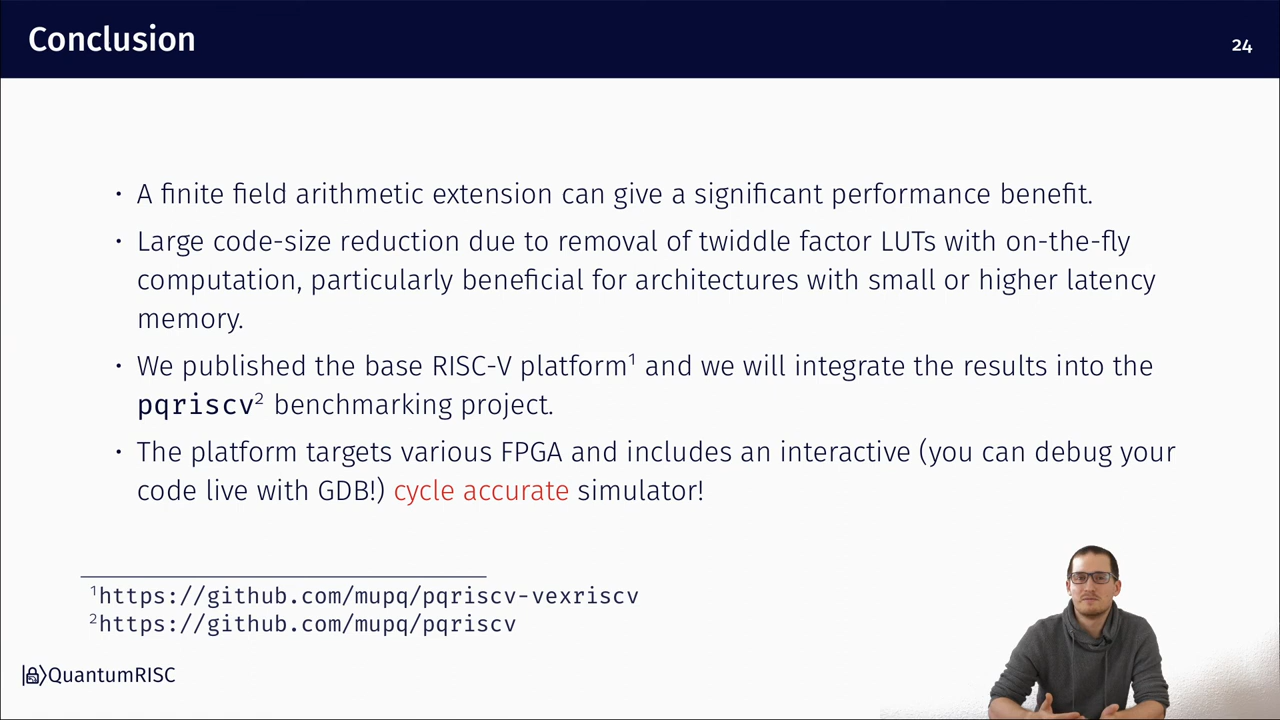 Conclusion
24
• A finite field arithmetic extension can give a significant performance benefit.
• Large code-size reduction due to removal of twiddle factor LUTs with on-the-fly
computation, particularly beneficial for architectures with small or higher latency
memory.
• We published the base RISC-V platform¹ and we will integrate the results into the
pqriscv² benchmarking project.
• The platform targets various FPGA and includes an interactive (you can debug your
code live with GDB!) cycle accurate simulator!
¹https://github.com/mupq/pqriscv-vexriscv
²https://github.com/mupq/pqriscv
QuantumRISC